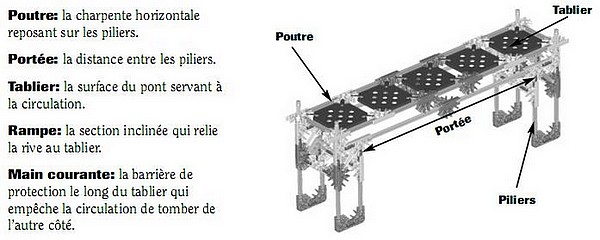 Poutre: la charpente horizontale
reposant sur les piliers.
Portée: la distance entre les piliers.
Tablier: la surface du pont servant à
la circulation.
Rampe: la section inclinée qui relie
la rive au tablier.
Main courante: la barrière de
protection le long du tablier qui
empêche la circulation de tomber de
l'autre côté.
Tablier
Poutre
Portée
Piliers